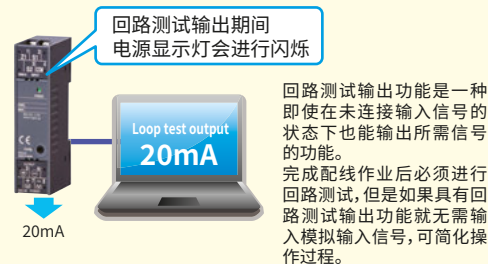 回路测试输出期间
电源显示灯会进行闪烁
Loop test output
20mA
20mA
回路测试输出功能是一种
即使在未连接输入信号的
状态下也能输出所需信号
的功能。
完成配线作业后必须进行
回路测试，但是如果具有回
路测试输出功能就无需输
入模拟输入信号，可简化操
作过程。